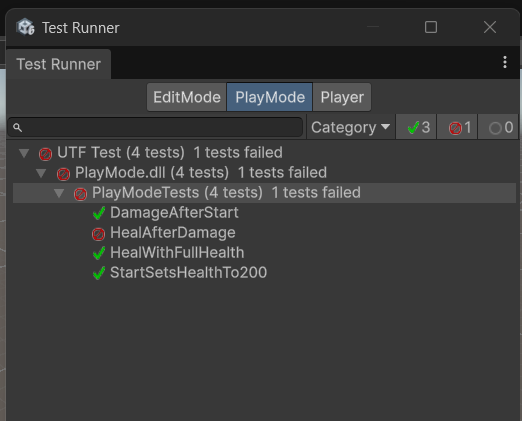 Test Runner
Test Runner
EditMode PlayMode Player
Category 3 1 0
UTF Test (4 tests) 1 tests failed
PlayMode.dll (4 tests) 1 tests failed
PlayModeTests (4 tests) 1 tests failed
DamageAfterStart
HealAfterDamage
HealWithFullHealth
StartSetsHealthTo200